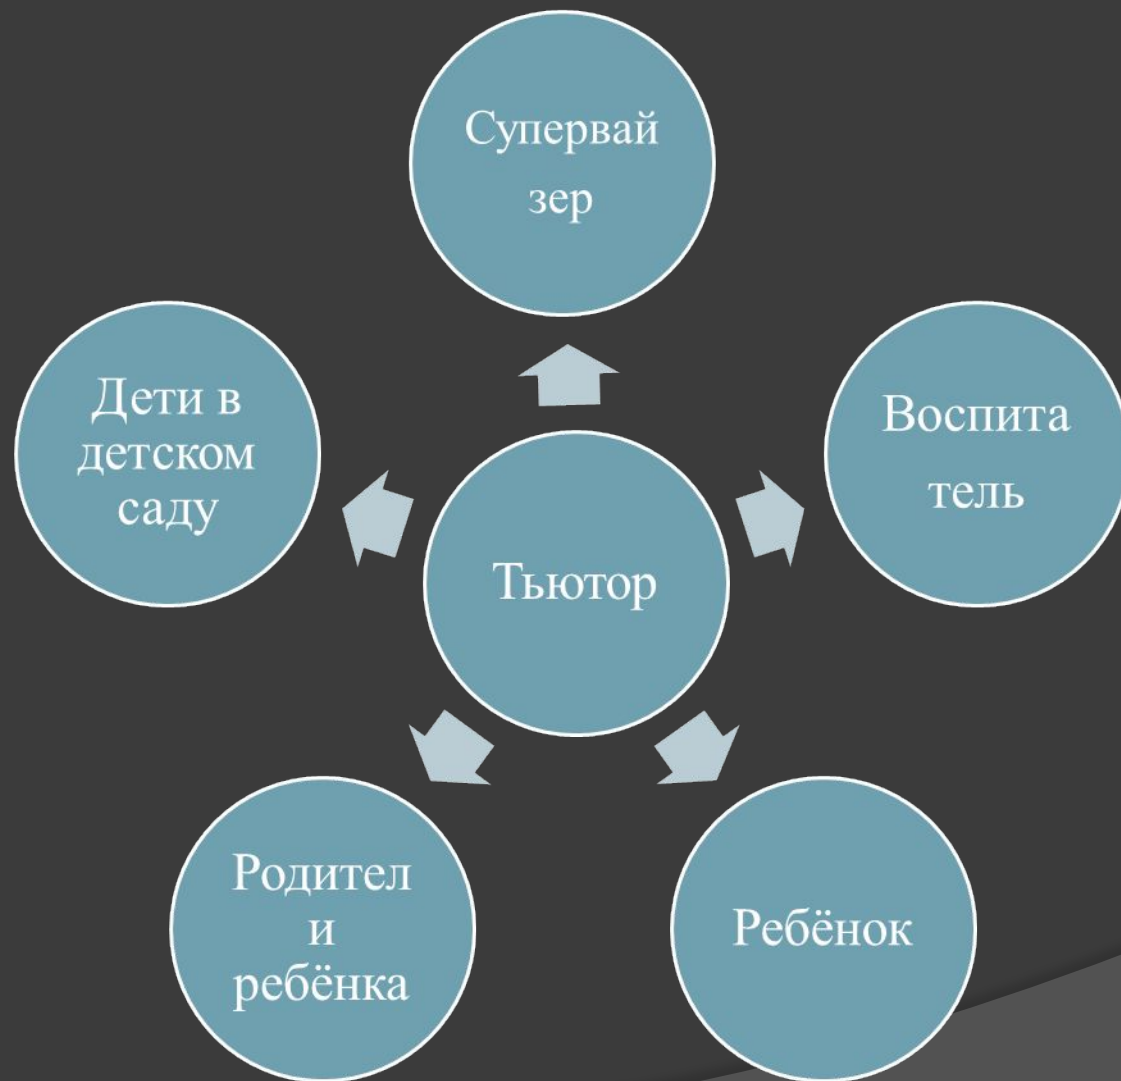 Супервай
зер
Дети в
детском
саду
Воспита
тель
Тьютор
Родител
и
ребёнка
Ребёнок